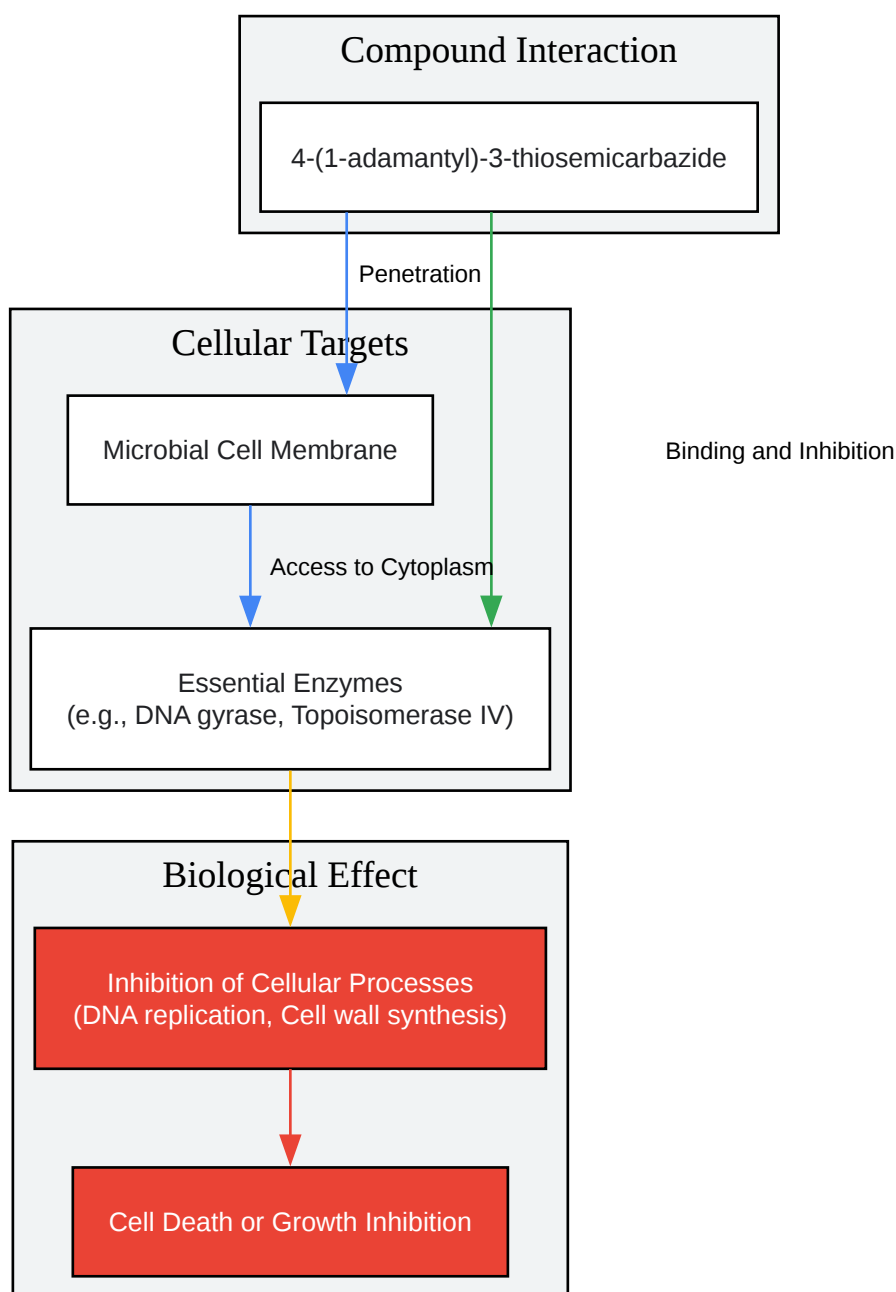 Compound Interaction
4-(1-adamantyl)-3-thiosemicarbazide
Penetration
Cellular Targets
Microbial Cell Membrane
Binding and Inhibition
Access to Cytoplasm
Essential Enzymes
(e.g., DNA gyrase, Topoisomerase IV)
Biological Effect
Inhibition of Cellular Processes
(DNA replication, Cell wall synthesis)
Cell Death or Growth Inhibition